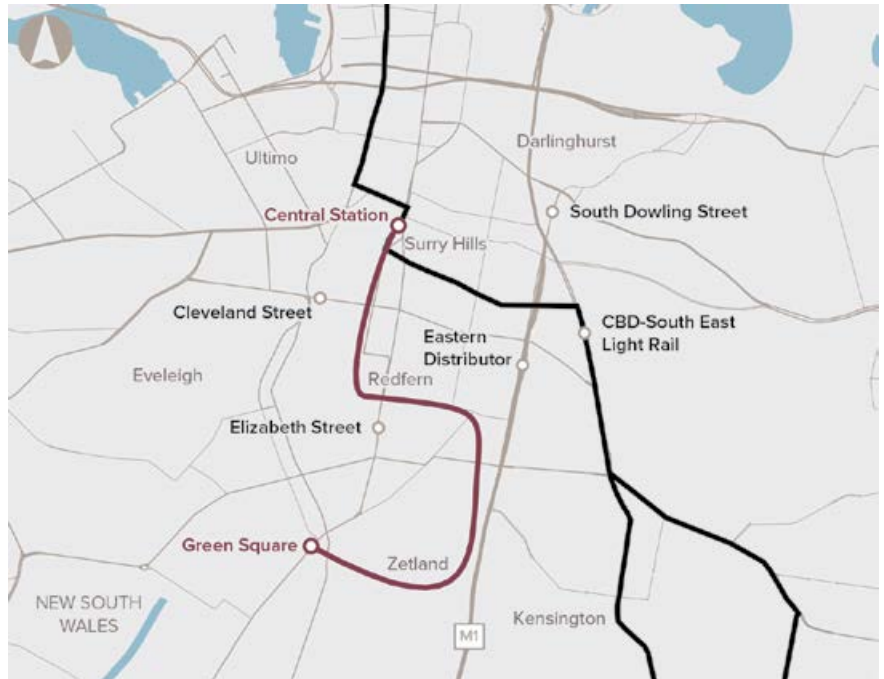 Darlinghurst
Ultimo
Central Station
South Dowling Street
Surry Hills
Cleveland Street
CBD-South East
Light Rail
Eastern
Distributor
Eveleigh
Redfern
Elizabeth Street
Green Square
Zetland
NEW SOUTH
WALES
Kensington
M1